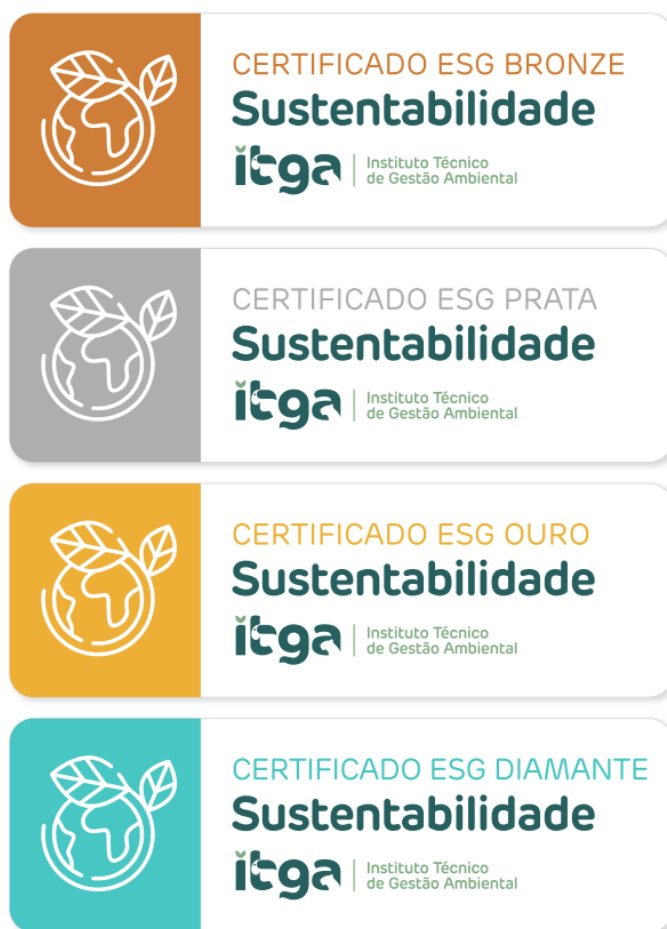 CERTIFICADO ESG BRONZE
Sustentabilidade
itga
Instituto Técnico
de Gestão Ambiental
CERTIFICADO ESG PRATA
Sustentabilidade
itga
Instituto Técnico
de Gestão Ambiental
CERTIFICADO ESG OURO
Sustentabilidade
itga
Instituto Técnico
de Gestão Ambiental
CERTIFICADO ESG DIAMANTE
Sustentabilidade
itga
Instituto Técnico
de Gestão Ambiental